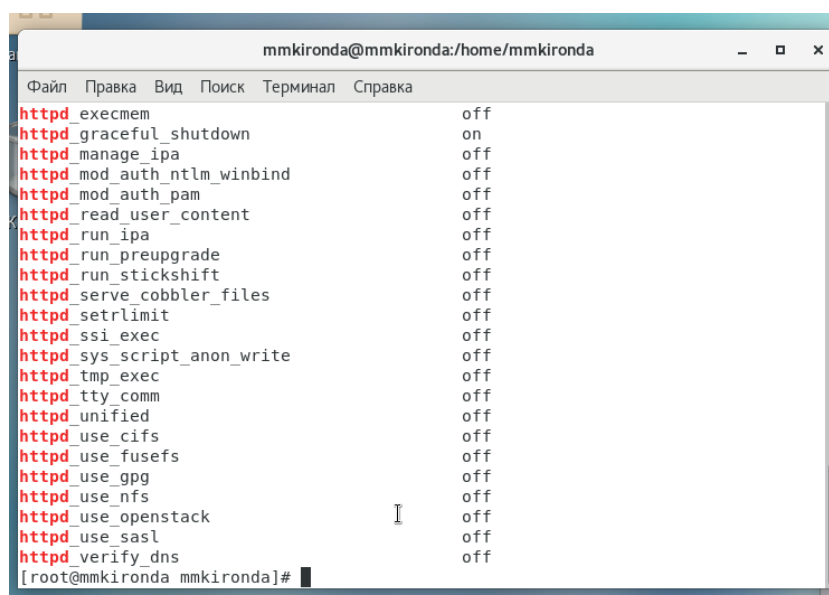 mmkironda@mmkironda:/home/mmkironda
Файл Правка Вид Поиск Терминал Справка
httpd_execmem off
httpd_graceful_shutdown on
httpd_manage_ipa off
httpd_mod_auth_ntlm_winbind off
httpd_mod_auth_pam off
httpd_read_user_content off
httpd_run_ipa off
httpd_run_preupgrade off
httpd_run_stickshift off
httpd_serve_cobbler_files off
httpd_setrlimit off
httpd_ssi_exec off
httpd_sys_script_anon_write off
httpd_tmp_exec off
httpd_tty_comm off
httpd_unified off
httpd_use_cifs off
httpd_use_fusefs off
httpd_use_gpg off
httpd_use_nfs off
httpd_use_openstack off
httpd_use_sasl off
httpd_verify_dns off
[root@mmkironda mmkironda]#